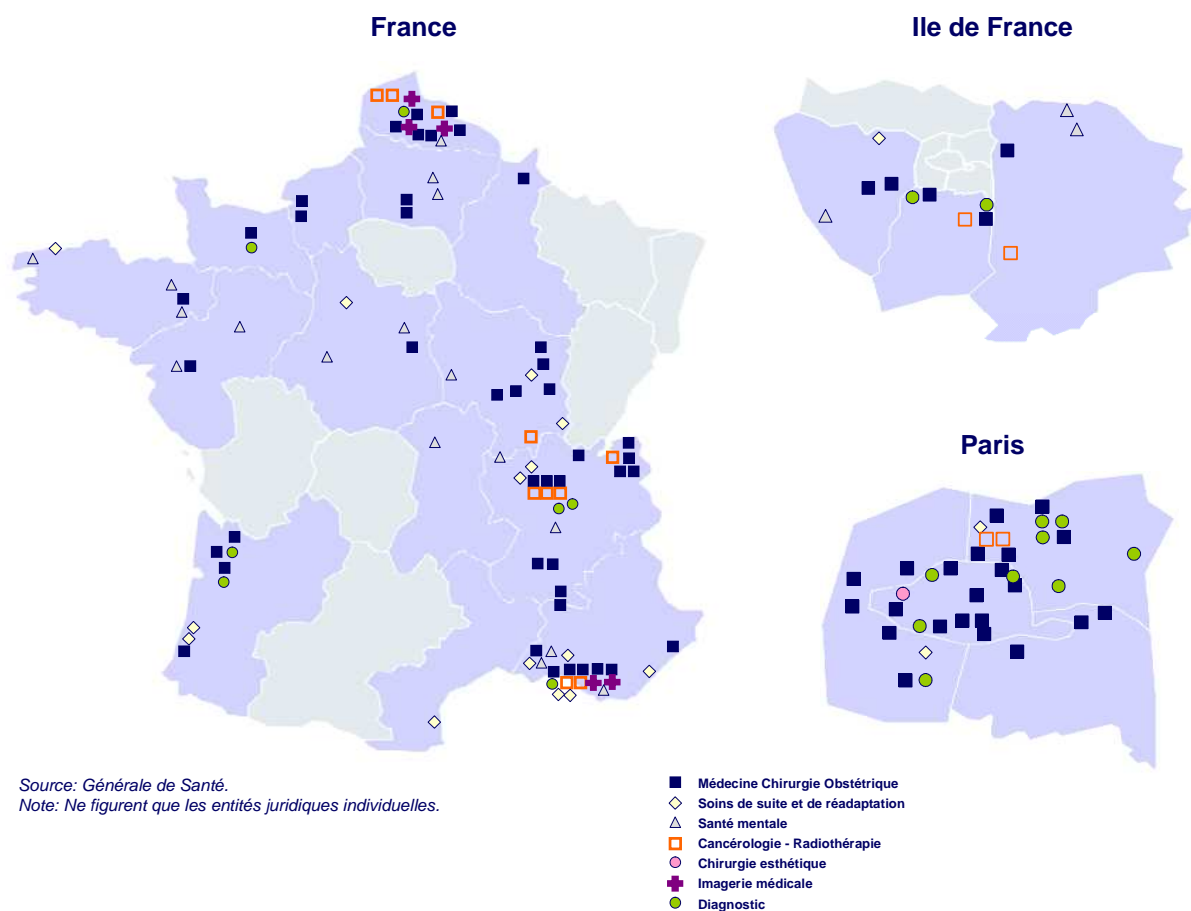 France
Ile de France
Paris
Source: Générale de Santé.
Note: Ne figurent que les entités juridiques individuelles.
Médecine Chirurgie Obstétrique
Soins de suite et de réadaptation
Santé mentale
Cancérologie - Radiothérapie
Chirurgie esthétique
Imagerie médicale
Diagnostic